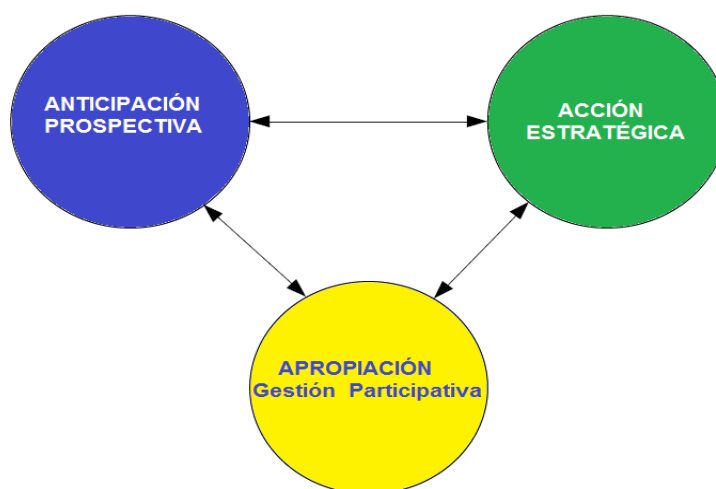 ANTICIPACIÓN
PROSPECTIVA
ACCIÓN
ESTRATÉGICA
APROPIACIÓN
Gestión Participativa